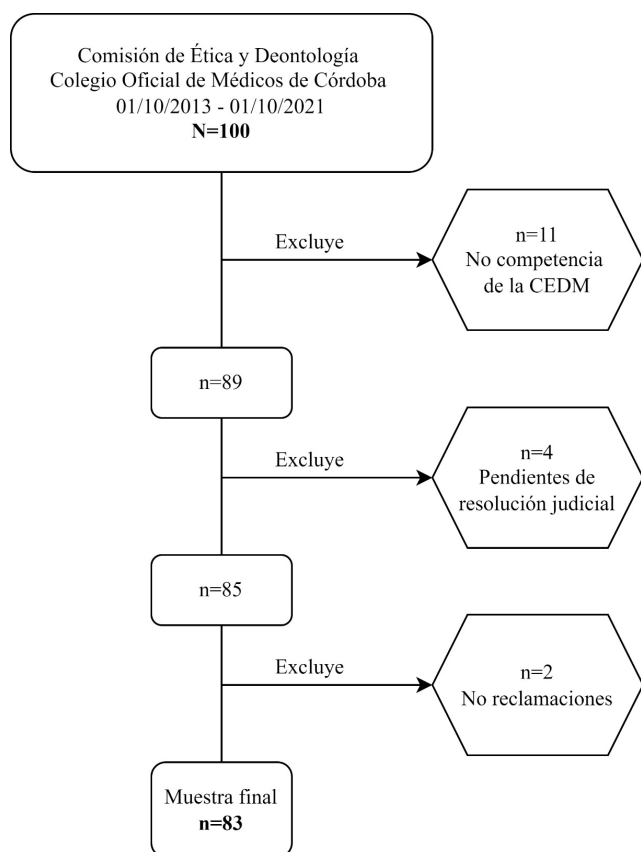 Comisión de Ética y Deontología
Colegio Oficial de Médicos de Córdoba
01/10/2013 - 01/10/2021
N=100
Excluye
n=11
No competencia
de la CEDM
n=89
Excluye
n=4
Pendientes de
resolución judicial
n=85
Excluye
n=2
No reclamaciones
Muestra final
n=83